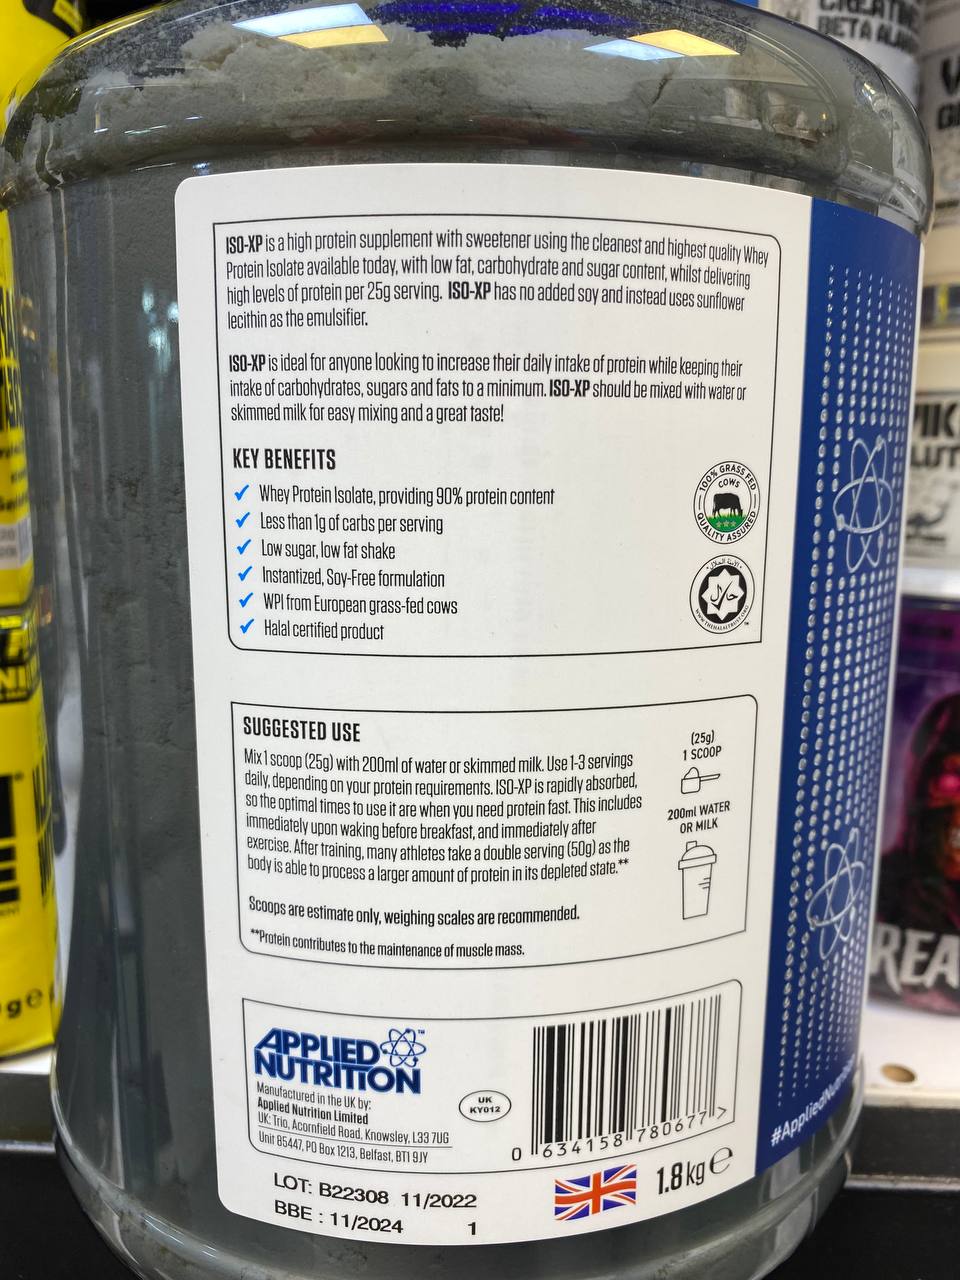 ISO-XP is a high protein supplement with sweetener using the cleanest and highest quality Whey
Protein Isolate available today, with low fat, carbohydrate and sugar content, whilst delivering
high levels of protein per 25g serving. ISO-XP has no added soy and instead uses sunflower
lecithin as the emulsifier.
ISO-XP is ideal for anyone looking to increase their daily intake of protein while keeping their
intake of carbohydrates, sugars and fats to a minimum. ISO-XP should be mixed with water or
skimmed milk for easy mixing and a great taste!
KEY BENEFITS
Whey Protein Isolate, providing 90% protein content
Less than 1g of carbs per serving
Low sugar, low fat shake
Instantized, Soy-Free formulation
WPI from European grass-fed cows
Halal certified product
100% GRASS FED
COWS
QUALITY ASSURED
حلال
SUGGESTED USE
Mix 1 scoop (25g) with 200ml of water or skimmed milk. Use 1-3 servings
daily, depending on your protein requirements. ISO-XP is rapidly absorbed,
so the optimal times to use it are when you need protein fast. This includes
immediately upon waking before breakfast, and immediately after
exercise. After training, many athletes take a double serving (50g) as the
body is able to process a larger amount of protein in its depleted state.**
Scoops are estimate only, weighing scales are recommended.
**Protein contributes to the maintenance of muscle mass.
(25g)
1 SCOOP
200ml WATER
OR MILK
APPLIED
NUTRITION™
Manufactured in the UK by:
Applied Nutrition Limited
UK: Trio, Acornfield Road, Knowsley, L33 7UG
Unit 85447, PO Box 1213, Belfast, BT1 9JY
UK
KY012
0 634158 780677 >
LOT: B22308 11/2022
BBE : 11/2024 1
1.8kg ℮
CREATINE
BETA